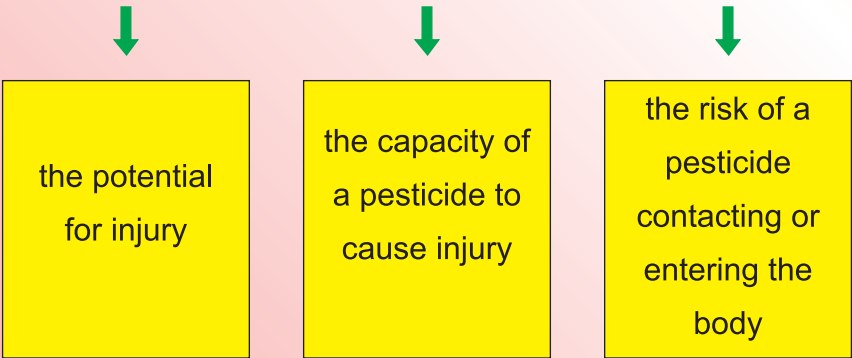 the potential
for injury
the capacity of
a pesticide to
cause injury
the risk of a
pesticide
contacting or
entering the
body